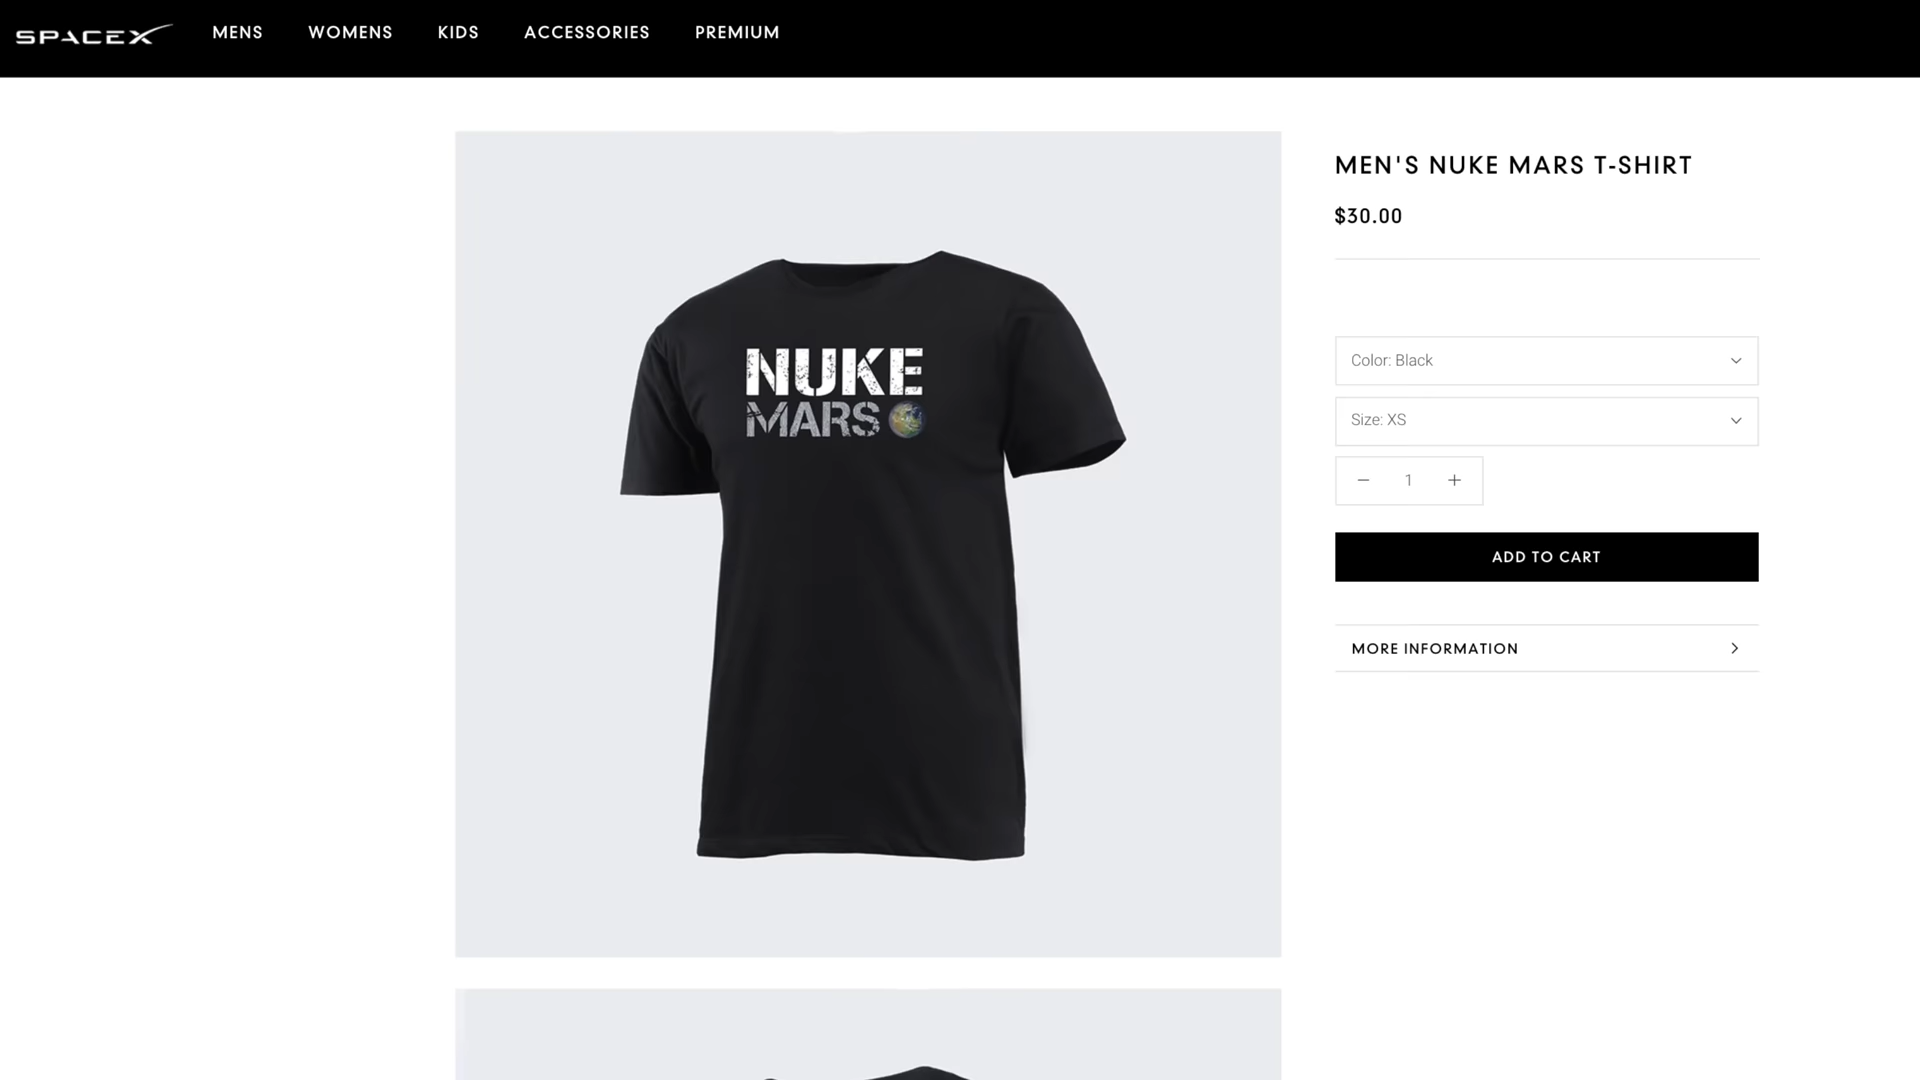 SPACEX
MENS
WOMENS
KIDS
ACCESSORIES
PREMIUM
NUKE
MARS
MEN'S NUKE MARS T-SHIRT
$30.00
Color: Black
Size: XS
− 1 +
ADD TO CART
MORE INFORMATION